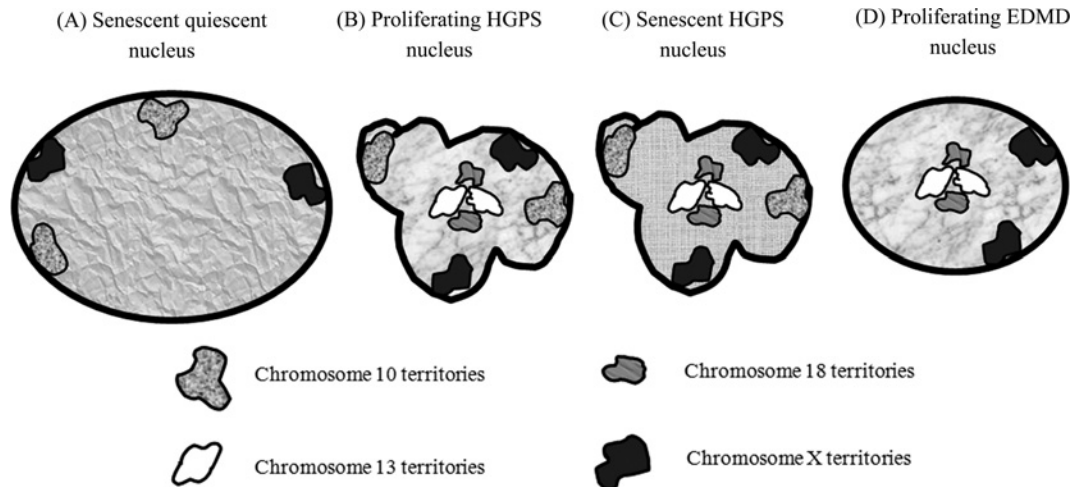 (A) Senescent quiescent
nucleus
(B) Proliferating HGPS
nucleus
(C) Senescent HGPS
nucleus
(D) Proliferating EDMD
nucleus
Chromosome 10 territories
Chromosome 18 territories
Chromosome 13 territories
Chromosome X territories